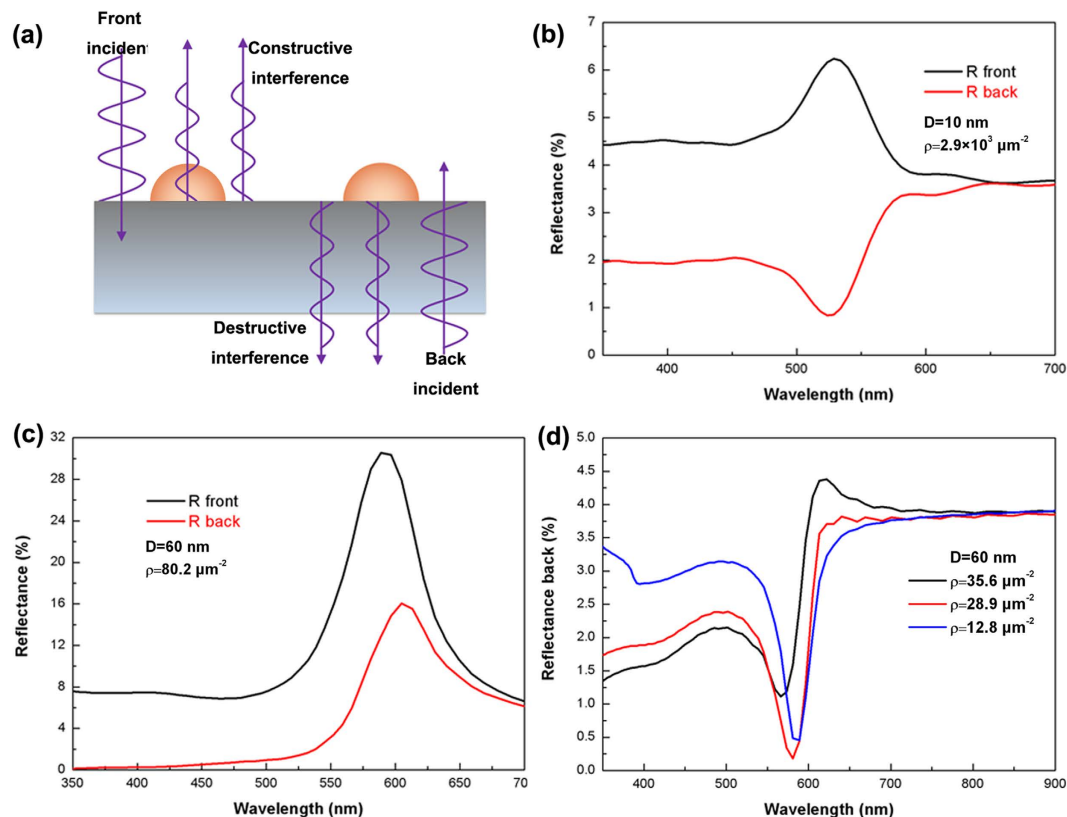 (a)
Front
incident
Constructive
interference
Destructive
interference
Back
incident
(b)
7
6
5
4
3
2
1
0
Reflectance (%)
R front
R back
D=10 nm
ρ=2.9×10³ μm⁻²
400
500
600
700
Wavelength (nm)
(c)
32
28
24
20
16
12
8
4
0
Reflectance (%)
R front
R back
D=60 nm
ρ=80.2 μm⁻²
350
400
450
500
550
600
650
70
Wavelength (nm)
(d)
5.0
4.5
4.0
3.5
3.0
2.5
2.0
1.5
1.0
0.5
0.0
Reflectance back (%)
D=60 nm
ρ=35.6 μm⁻²
ρ=28.9 μm⁻²
ρ=12.8 μm⁻²
400
500
600
700
800
900
Wavelength (nm)